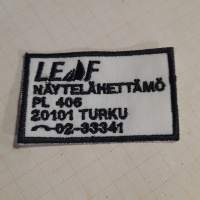 LEAF
NÄYTELÄHETTÄMÖ
PL 406
20101 TURKU
~02-33341